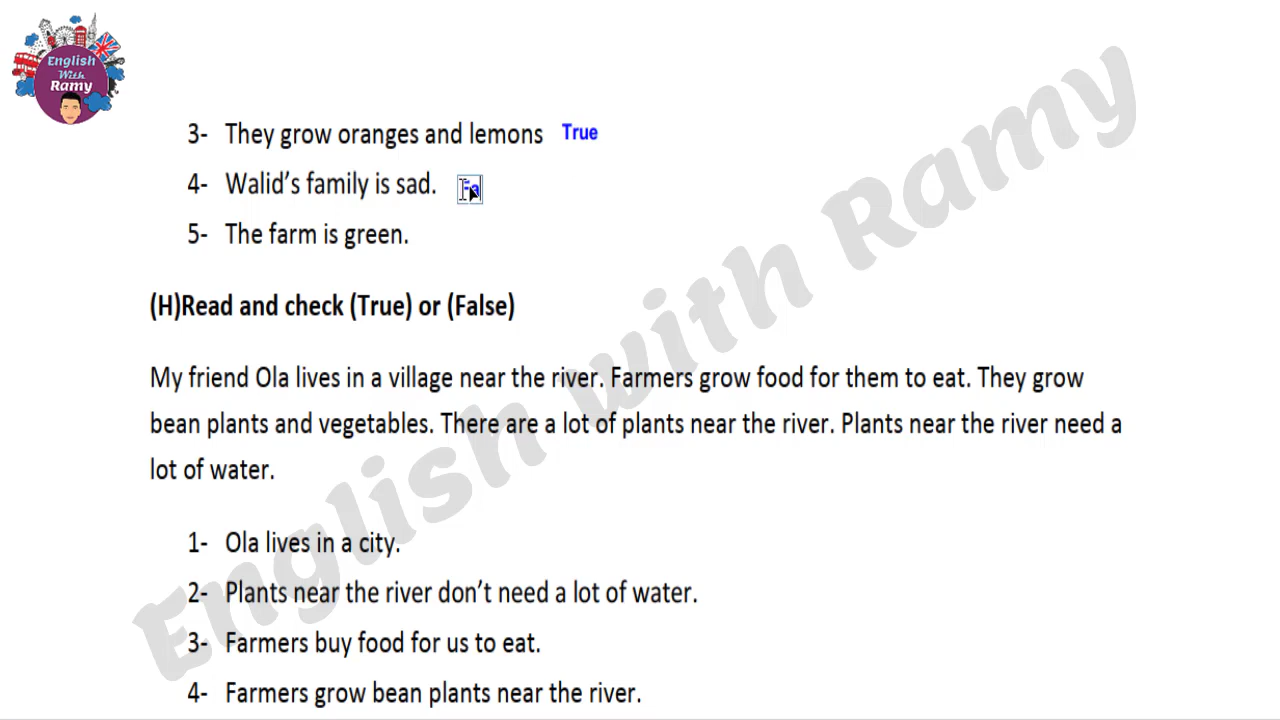 English
With
Ramy
3- They grow oranges and lemons True
4- Walid's family is sad. Fa
5- The farm is green.
(H)Read and check (True) or (False)
My friend Ola lives in a village near the river. Farmers grow food for them to eat. They grow
bean plants and vegetables. There are a lot of plants near the river. Plants near the river need a
lot of water.
1- Ola lives in a city.
2- Plants near the river don't need a lot of water.
3- Farmers buy food for us to eat.
4- Farmers grow bean plants near the river.
English with Ramy